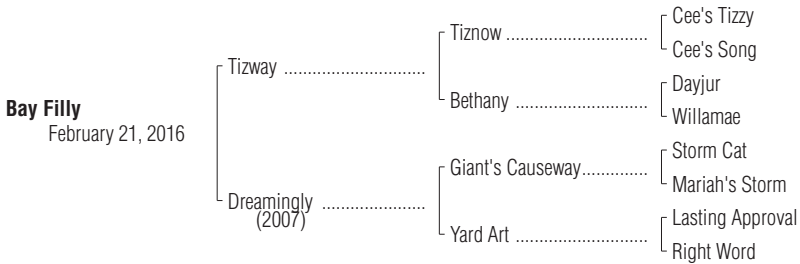 Cee's Tizzy
Tiznow ................................
Cee's Song
Tizway ................................
Dayjur
Bethany ..............................
Willamae
Bay Filly
February 21, 2016
Storm Cat
Giant's Causeway...............
Mariah's Storm
Dreamingly .......................
(2007)
Lasting Approval
Yard Art ..............................
Right Word